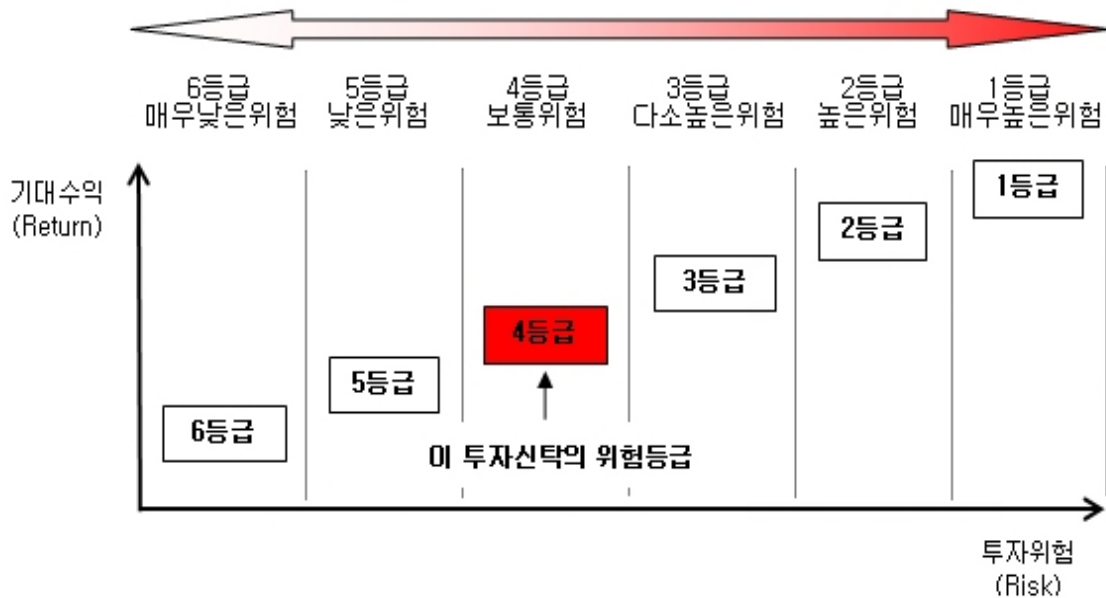 6등급
매우낮은위험
5등급
낮은위험
4등급
보통위험
3등급
다소높은위험
2등급
높은위험
1등급
매우높은위험
기대수익
(Return)
1등급
2등급
3등급
4등급
5등급
6등급
이 투자신탁의 위험등급
투자위험
(Risk)